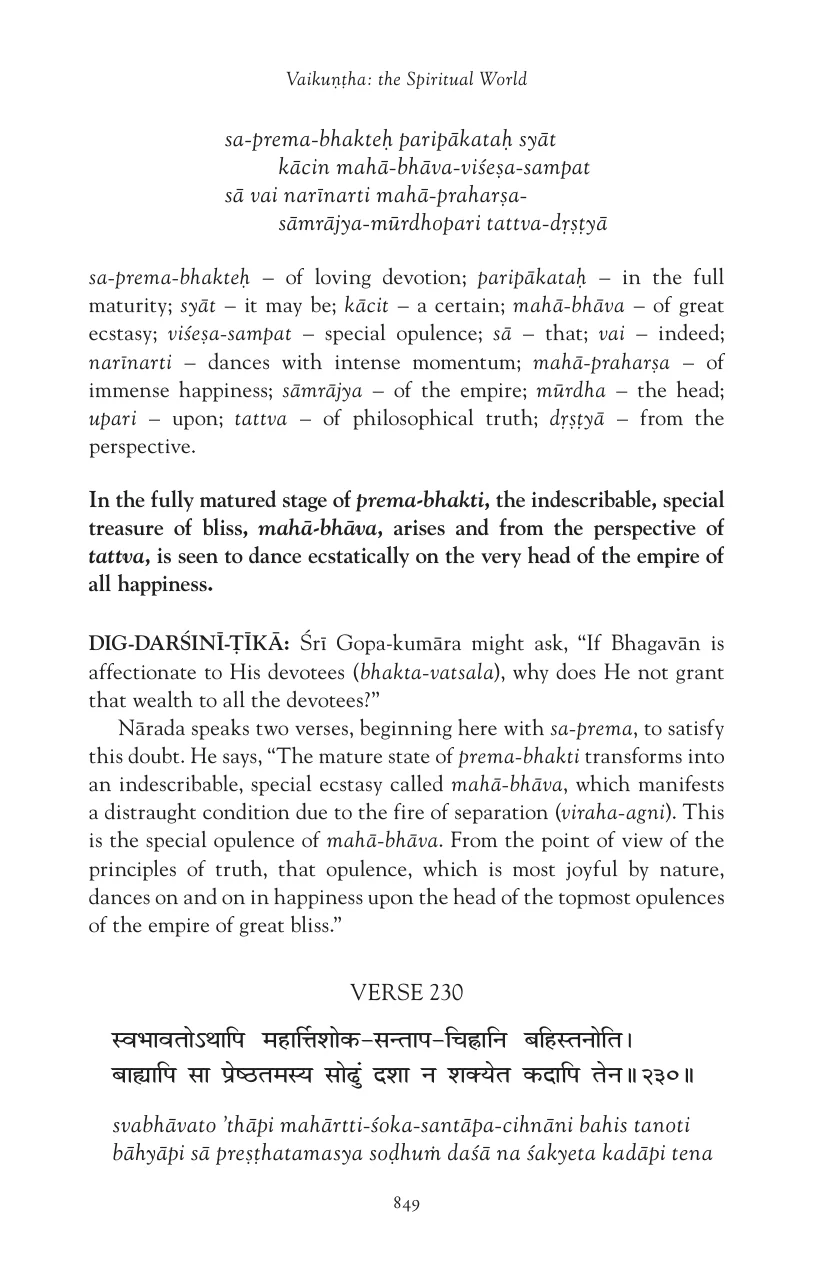 Vaikuṇṭha: the Spiritual World
sa-prema-bhakteḥ paripākataḥ syāt
kācin mahā-bhāva-viśeṣa-sampat
sā vai narīnarti mahā-praharṣa-
sāmrājya-mūrdhopari tattva-dṛṣṭyā
sa-prema-bhakteḥ – of loving devotion; paripākataḥ – in the full
maturity; syāt – it may be; kācit – a certain; mahā-bhāva – of great
ecstasy; viśeṣa-sampat – special opulence; sā – that; vai – indeed;
narīnarti – dances with intense momentum; mahā-praharṣa – of
immense happiness; sāmrājya – of the empire; mūrdha – the head;
upari – upon; tattva – of philosophical truth; dṛṣṭyā – from the
perspective.
In the fully matured stage of prema-bhakti, the indescribable, special
treasure of bliss, mahā-bhāva, arises and from the perspective of
tattva, is seen to dance ecstatically on the very head of the empire of
all happiness.
DIG-DARŚINĪ-ṬĪKĀ: Śrī Gopa-kumāra might ask, “If Bhagavān is
affectionate to His devotees (bhakta-vatsala), why does He not grant
that wealth to all the devotees?”
Nārada speaks two verses, beginning here with sa-prema, to satisfy
this doubt. He says, “The mature state of prema-bhakti transforms into
an indescribable, special ecstasy called mahā-bhāva, which manifests
a distraught condition due to the fire of separation (viraha-agni). This
is the special opulence of mahā-bhāva. From the point of view of the
principles of truth, that opulence, which is most joyful by nature,
dances on and on in happiness upon the head of the topmost opulences
of the empire of great bliss.”
VERSE 230
स्वभावतोऽथापि महार्त्तिशोक-सन्ताप-चिह्नानि बहिस्तनोति।
बाह्यापि सा प्रेष्ठतमस्य सोढुं दशा न शक्येत कदापि तेन॥२३०॥
svabhāvato ’thāpi mahārtti-śoka-santāpa-cihnāni bahis tanoti
bāhyāpi sā preṣṭhatamasya soḍhuṁ daśā na śakyeta kadāpi tena
849